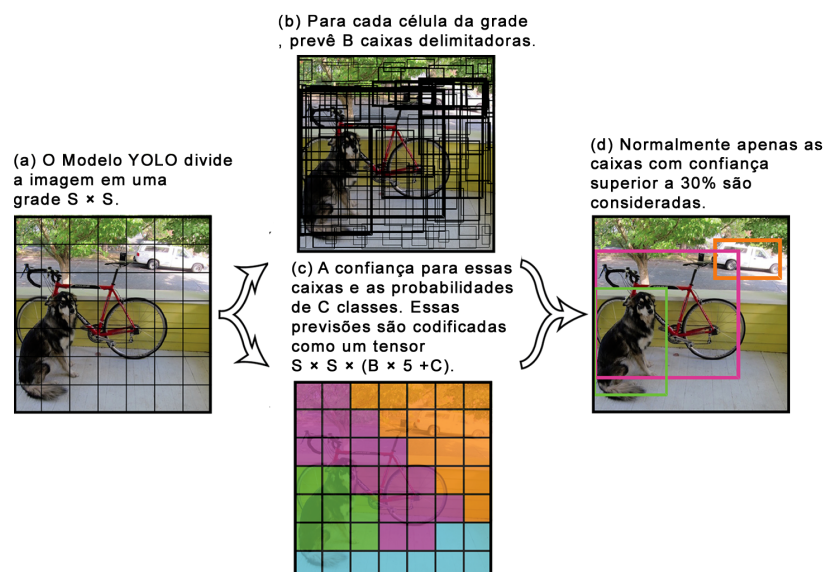 (b) Para cada célula da grade
, prevê B caixas delimitadoras.
(a) O Modelo YOLO divide
a imagem em uma
grade S × S.
(c) A confiança para essas
caixas e as probabilidades
de C classes. Essas
previsões são codificadas
como um tensor
S × S × (B × 5 +C).
(d) Normalmente apenas as
caixas com confiança
superior a 30% são
consideradas.